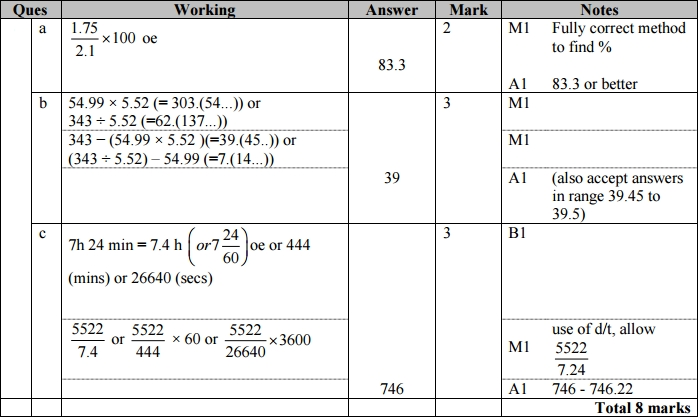 Ques Working Answer Mark Notes
a 1.75/2.1 ×100 oe 2 M1 Fully correct method
to find %
83.3
A1 83.3 or better
b 54.99 × 5.52 (= 303.(54...)) or 3 M1
343 ÷ 5.52 (=62.(137...))
343 − (54.99 × 5.52 )(=39.(45..)) or M1
(343 ÷ 5.52) – 54.99 (=7.(14...))
39 A1 (also accept answers
in range 39.45 to
39.5)
c 3 B1
7h 24 min = 7.4 h (or7 24/60) oe or 444
(mins) or 26640 (secs)
5522/7.4 or 5522/444 × 60 or 5522/26640 ×3600
use of d/t, allow
M1 5522/7.24
746 A1 746 - 746.22
Total 8 marks